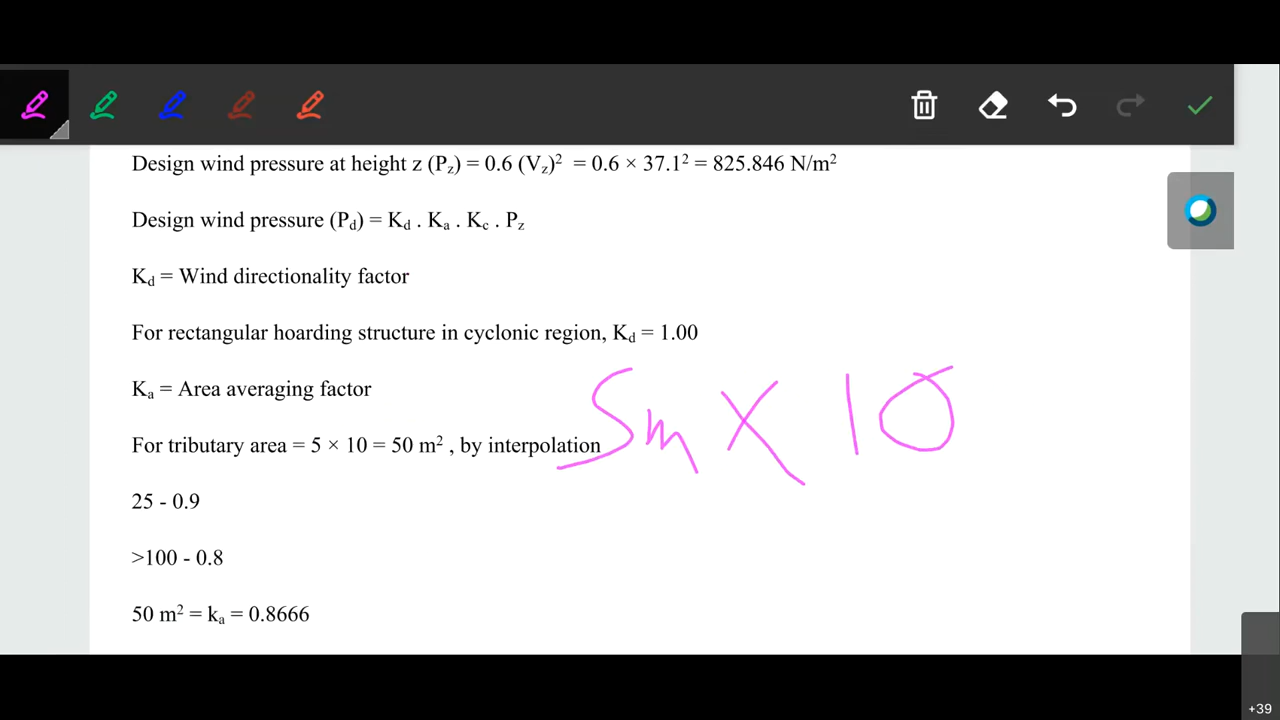 Design wind pressure at height z (Pz) = 0.6 (Vz)² = 0.6 × 37.1² = 825.846 N/m²
Design wind pressure (Pd) = Kd . Ka . Kc . Pz
Kd = Wind directionality factor
For rectangular hoarding structure in cyclonic region, Kd = 1.00
Ka = Area averaging factor
5m X 10
For tributary area = 5 × 10 = 50 m² , by interpolation
25 - 0.9
>100 - 0.8
50 m² = ka = 0.8666
+39